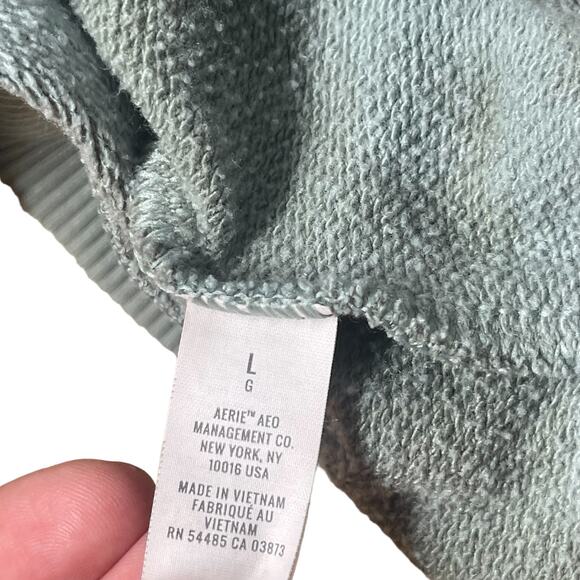 L
G
AERIE™ AEO
MANAGEMENT CO.
NEW YORK, NY
10016 USA
MADE IN VIETNAM
FABRIQUÉ AU
VIETNAM
RN 54485 CA 03873